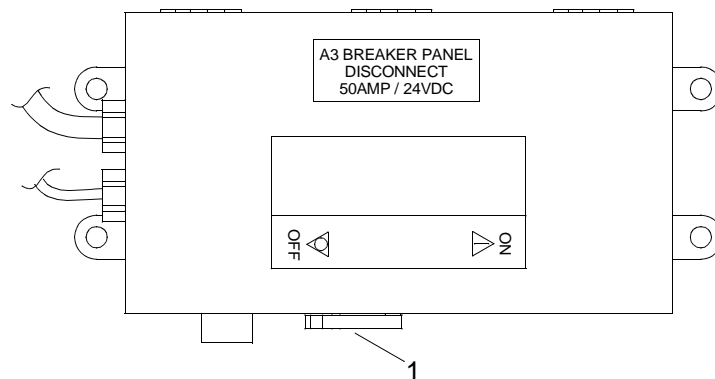 A3 BREAKER PANEL
DISCONNECT
50AMP / 24VDC
OFF
ON
1